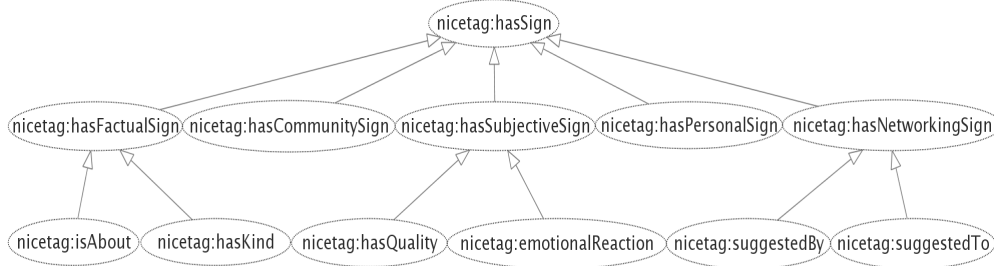 nicetag:hasSign
nicetag:hasFactualSign
nicetag:hasCommunitySign
nicetag:hasSubjectiveSign
nicetag:hasPersonalSign
nicetag:hasNetworkingSign
nicetag:isAbout
nicetag:hasKind
nicetag:hasQuality
nicetag:emotionalReaction
nicetag:suggestedBy
nicetag:suggestedTo